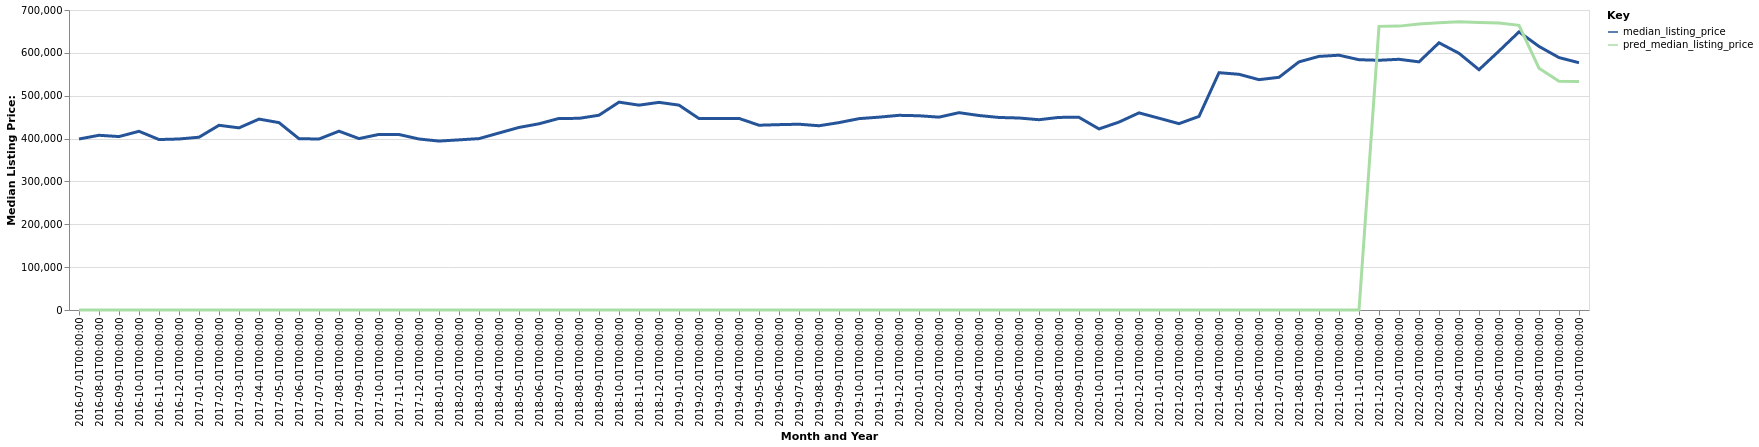 700,000
600,000
500,000
400,000
300,000
200,000
100,000
0
Median Listing Price:
2016-07-01T00:00:00
2016-08-01T00:00:00
2016-09-01T00:00:00
2016-10-01T00:00:00
2016-11-01T00:00:00
2016-12-01T00:00:00
2017-01-01T00:00:00
2017-02-01T00:00:00
2017-03-01T00:00:00
2017-04-01T00:00:00
2017-05-01T00:00:00
2017-06-01T00:00:00
2017-07-01T00:00:00
2017-08-01T00:00:00
2017-09-01T00:00:00
2017-10-01T00:00:00
2017-11-01T00:00:00
2017-12-01T00:00:00
2018-01-01T00:00:00
2018-02-01T00:00:00
2018-03-01T00:00:00
2018-04-01T00:00:00
2018-05-01T00:00:00
2018-06-01T00:00:00
2018-07-01T00:00:00
2018-08-01T00:00:00
2018-09-01T00:00:00
2018-10-01T00:00:00
2018-11-01T00:00:00
2018-12-01T00:00:00
2019-01-01T00:00:00
2019-02-01T00:00:00
2019-03-01T00:00:00
2019-04-01T00:00:00
2019-05-01T00:00:00
2019-06-01T00:00:00
2019-07-01T00:00:00
2019-08-01T00:00:00
2019-09-01T00:00:00
2019-10-01T00:00:00
2019-11-01T00:00:00
2019-12-01T00:00:00
2020-01-01T00:00:00
2020-02-01T00:00:00
2020-03-01T00:00:00
2020-04-01T00:00:00
2020-05-01T00:00:00
2020-06-01T00:00:00
2020-07-01T00:00:00
2020-08-01T00:00:00
2020-09-01T00:00:00
2020-10-01T00:00:00
2020-11-01T00:00:00
2020-12-01T00:00:00
2021-01-01T00:00:00
2021-02-01T00:00:00
2021-03-01T00:00:00
2021-04-01T00:00:00
2021-05-01T00:00:00
2021-06-01T00:00:00
2021-07-01T00:00:00
2021-08-01T00:00:00
2021-09-01T00:00:00
2021-10-01T00:00:00
2021-11-01T00:00:00
2021-12-01T00:00:00
2022-01-01T00:00:00
2022-02-01T00:00:00
2022-03-01T00:00:00
2022-04-01T00:00:00
2022-05-01T00:00:00
2022-06-01T00:00:00
2022-07-01T00:00:00
2022-08-01T00:00:00
2022-09-01T00:00:00
2022-10-01T00:00:00
Month and Year
Key
median_listing_price
pred_median_listing_price